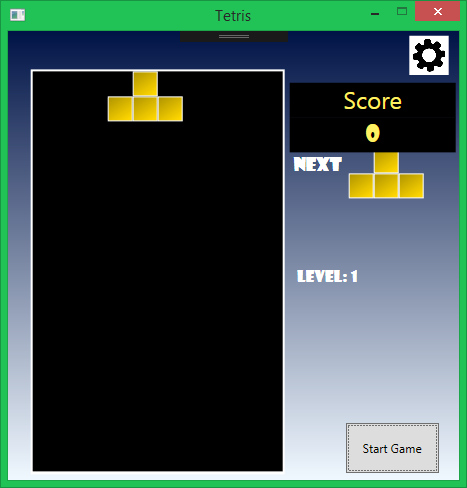 Tetris
Score
0
NEXT
LEVEL: 1
Start Game